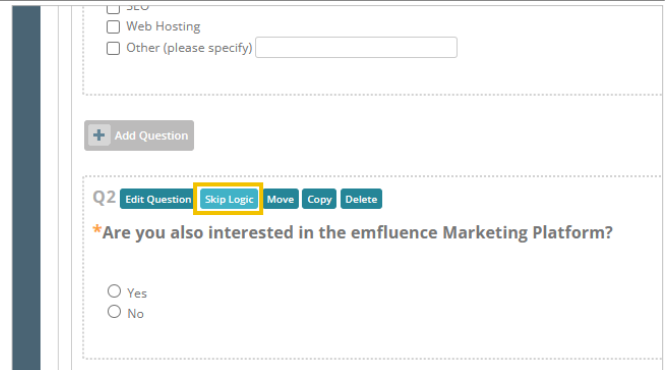 SEO
Web Hosting
Other (please specify)
+ Add Question
Q2 Edit Question Skip Logic Move Copy Delete
*Are you also interested in the emfluence Marketing Platform?
Yes
No